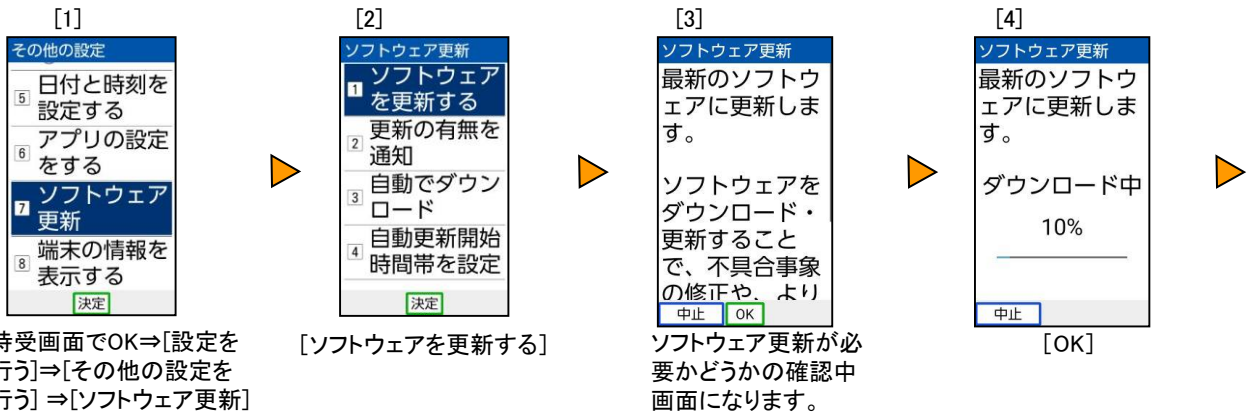 [1]
その他の設定
5 日付と時刻を
設定する
6 アプリの設定
をする
7 ソフトウェア
更新
8 端末の情報を
表示する
決定
待受画面でOK⇒[設定を
行う]⇒[その他の設定を
行う] ⇒[ソフトウェア更新]
[2]
ソフトウェア更新
1 ソフトウェア
を更新する
2 更新の有無を
通知
3 自動でダウン
ロード
4 自動更新開始
時間帯を設定
決定
[ソフトウェアを更新する]
[3]
ソフトウェア更新
最新のソフトウ
ェアに更新しま
す。
ソフトウェアを
ダウンロード・
更新すること
で、不具合事象
の修正や、より
中止 OK
ソフトウェア更新が必
要かどうかの確認中
画面になります。
[4]
ソフトウェア更新
最新のソフトウ
ェアに更新しま
す。
ダウンロード中
10%
中止
[OK]